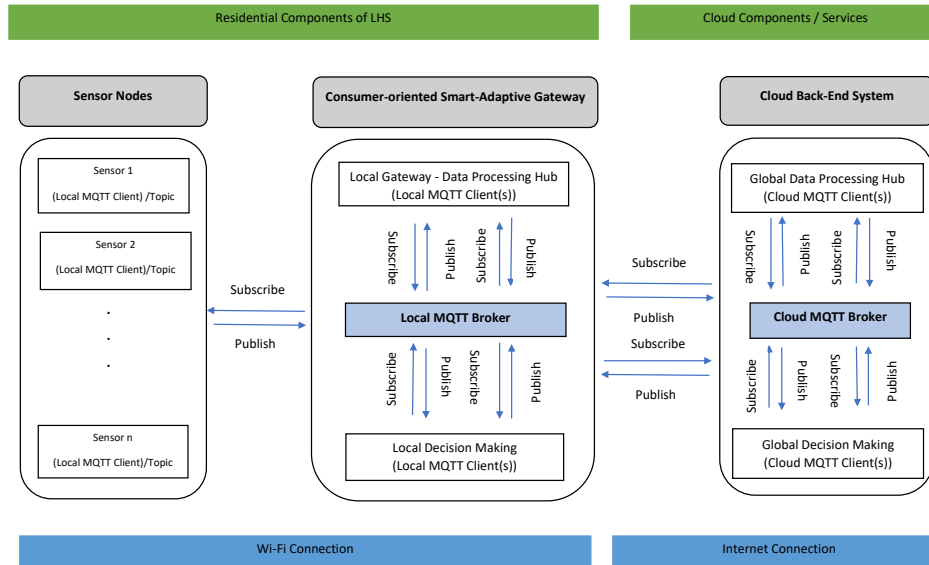 Residential Components of LHS
Cloud Components / Services
Sensor Nodes
Consumer-oriented Smart-Adaptive Gateway
Cloud Back-End System
Sensor 1
(Local MQTT Client) /Topic
Sensor 2
(Local MQTT Client)/Topic
.
.
.
Sensor n
(Local MQTT Client)/Topic
Subscribe
Publish
Local Gateway - Data Processing Hub
(Local MQTT Client(s))
Subscribe
Publish
Subscribe
Publish
Local MQTT Broker
Subscribe
Publish
Subscribe
Publish
Local Decision Making
(Local MQTT Client(s))
Subscribe
Publish
Subscribe
Publish
Global Data Processing Hub
(Cloud MQTT Client(s))
Subscribe
Publish
Subscribe
Publish
Cloud MQTT Broker
Subscribe
Publish
Subscribe
Publish
Global Decision Making
(Cloud MQTT Client(s))
Wi-Fi Connection
Internet Connection